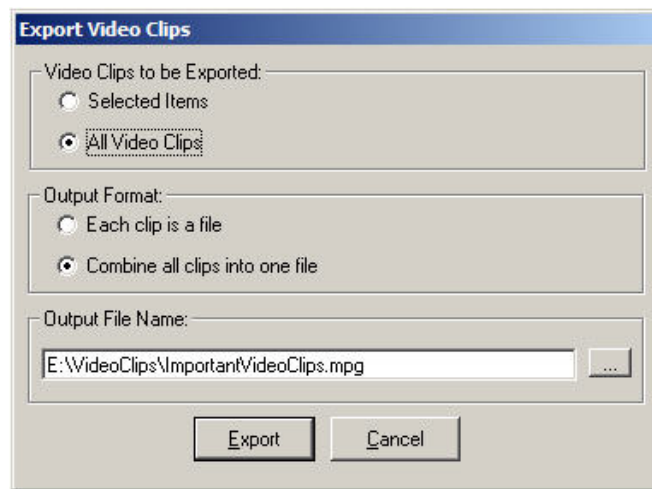 Export Video Clips
Video Clips to be Exported:
Selected Items
All Video Clips
Output Format:
Each clip is a file
Combine all clips into one file
Output File Name:
E:\VideoClips\ImportantVideoClips.mpg
...
Export
Cancel